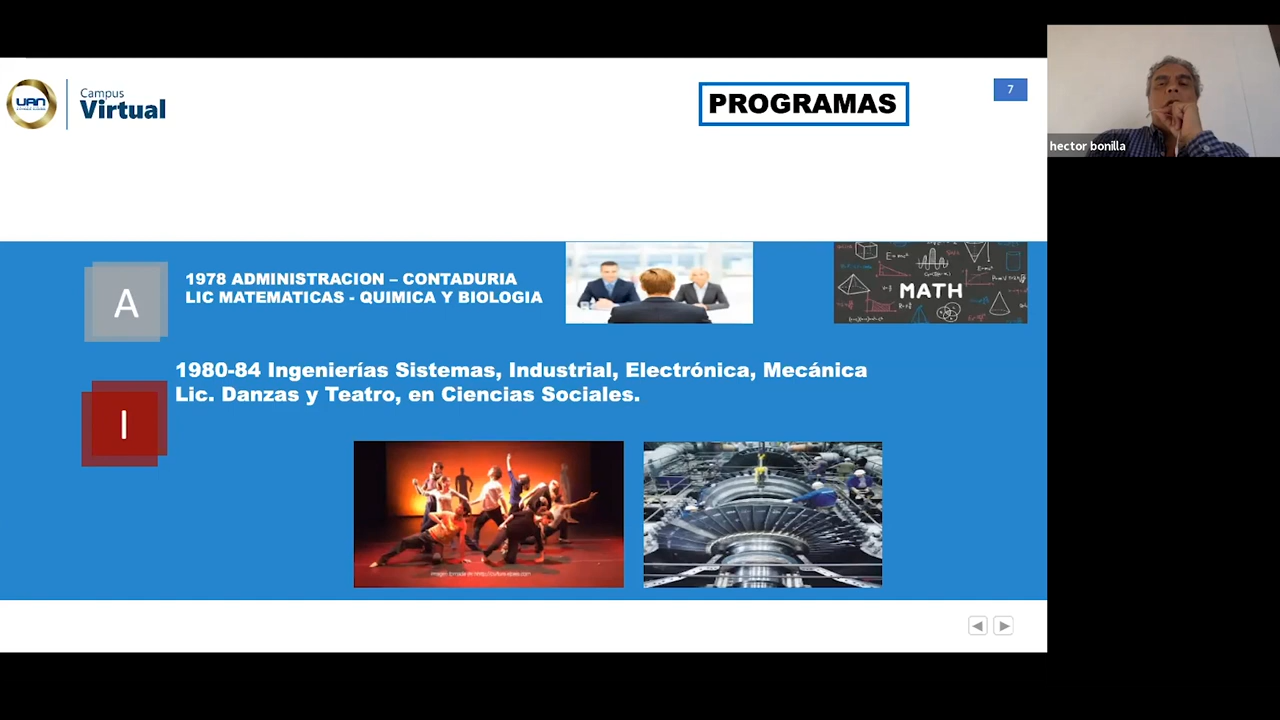 UAN
Campus
Virtual
PROGRAMAS
7
hector bonilla
A
1978 ADMINISTRACION – CONTADURIA
LIC MATEMATICAS - QUIMICA Y BIOLOGIA
MATH
I
1980-84 Ingenierías Sistemas, Industrial, Electrónica, Mecánica
Lic. Danzas y Teatro, en Ciencias Sociales.